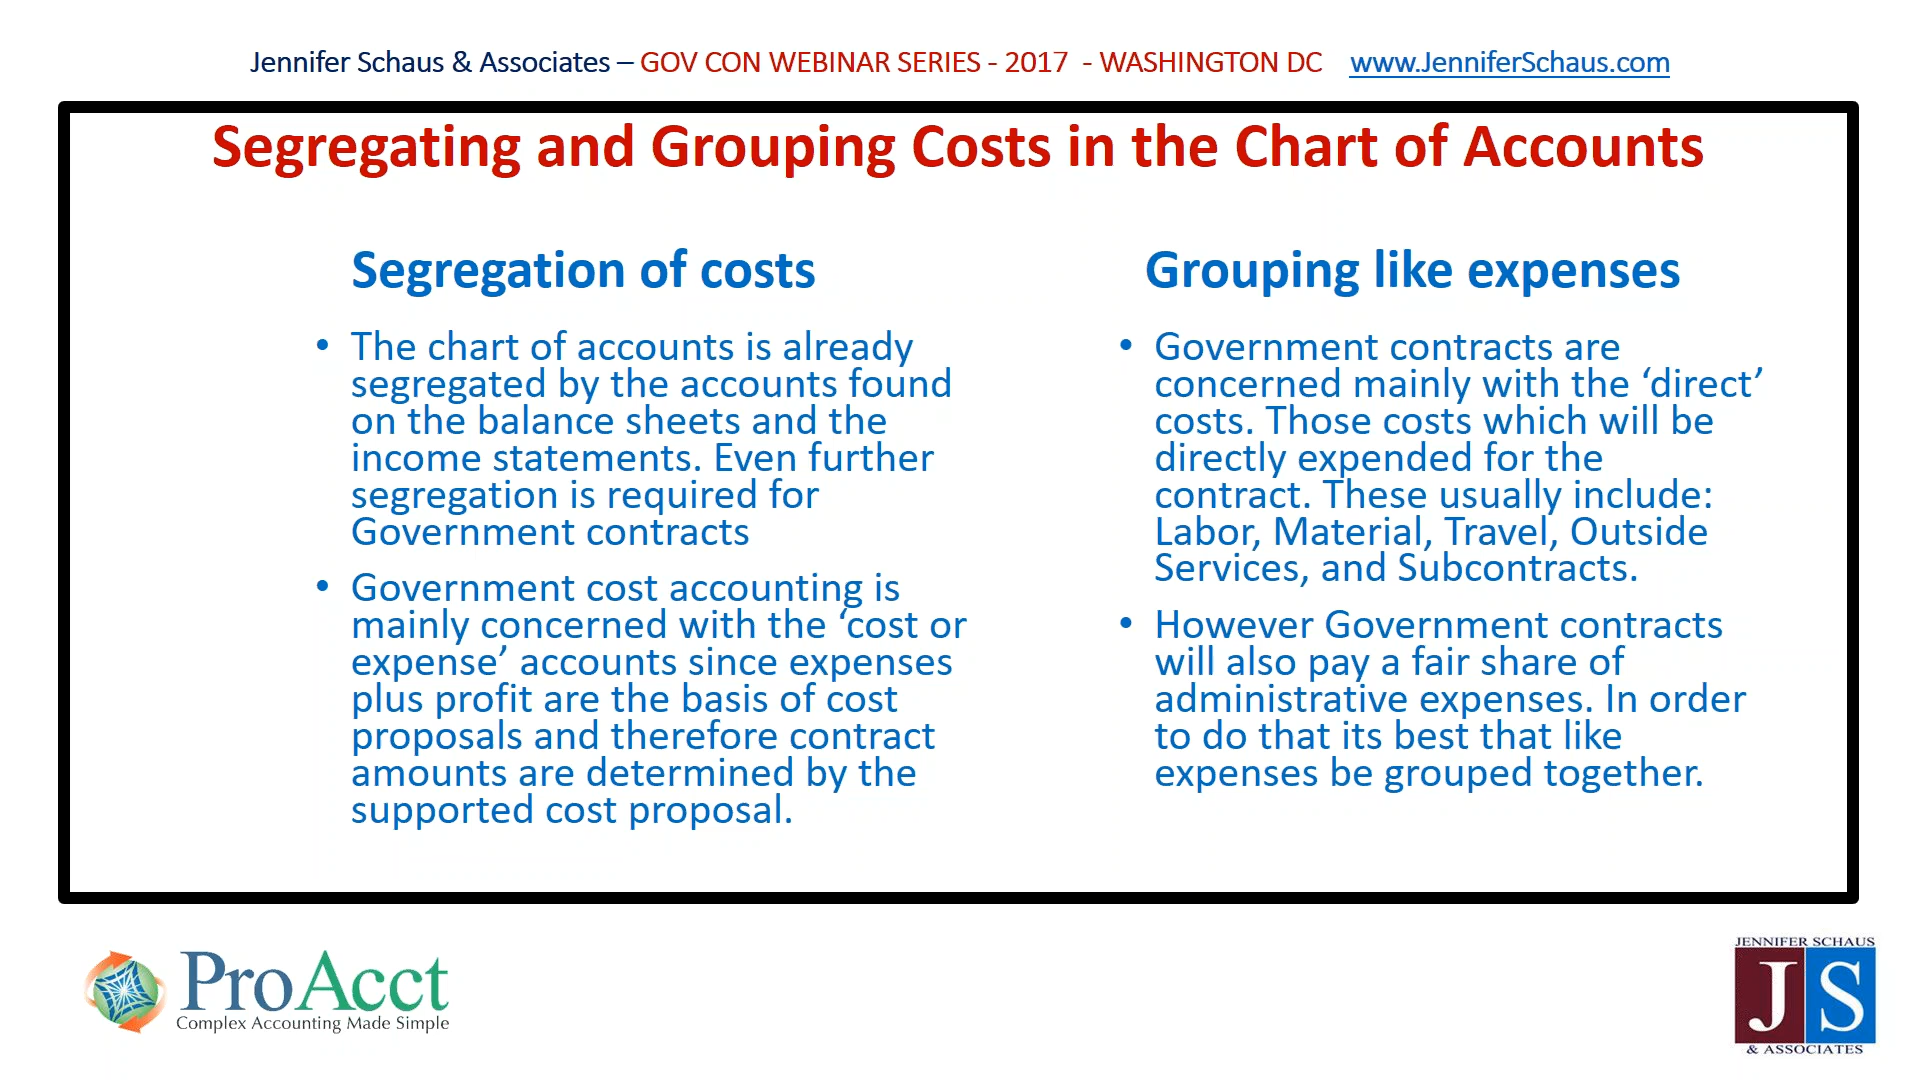 Jennifer Schaus & Associates – GOV CON WEBINAR SERIES - 2017 - WASHINGTON DC www.JenniferSchaus.com
Segregating and Grouping Costs in the Chart of Accounts
Segregation of costs
• The chart of accounts is already
segregated by the accounts found
on the balance sheets and the
income statements. Even further
segregation is required for
Government contracts
• Government cost accounting is
mainly concerned with the ‘cost or
expense’ accounts since expenses
plus profit are the basis of cost
proposals and therefore contract
amounts are determined by the
supported cost proposal.
Grouping like expenses
• Government contracts are
concerned mainly with the ‘direct’
costs. Those costs which will be
directly expended for the
contract. These usually include:
Labor, Material, Travel, Outside
Services, and Subcontracts.
• However Government contracts
will also pay a fair share of
administrative expenses. In order
to do that its best that like
expenses be grouped together.
ProAcct
Complex Accounting Made Simple
JENNIFER SCHAUS
JS
& ASSOCIATES